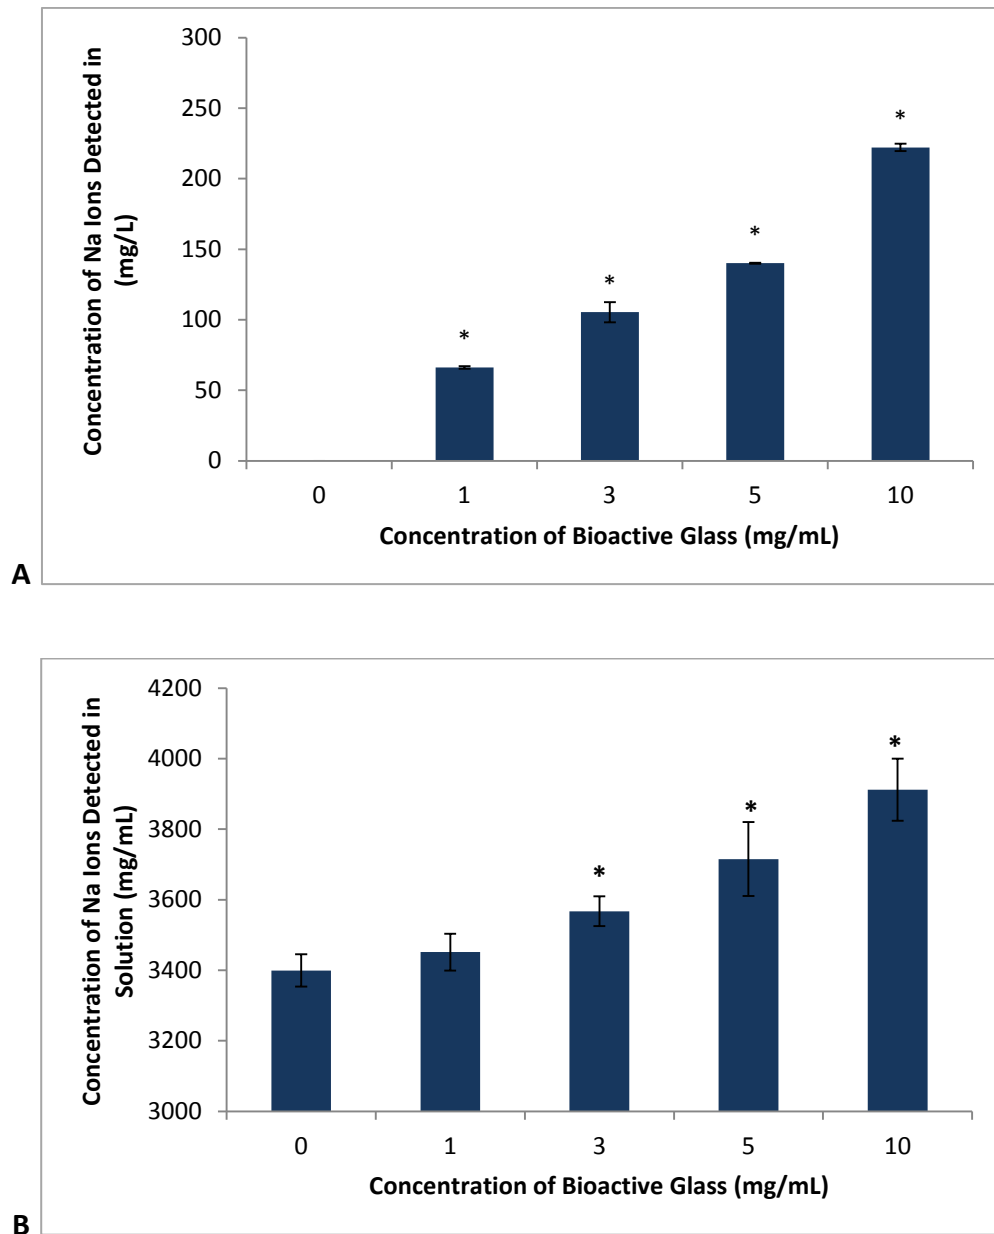 Concentration of Na Ions Detected in
(mg/L)
300
250
200
150
100
50
0
*
*
*
*
0 1 3 5 10
Concentration of Bioactive Glass (mg/mL)
A
Concentration of Na Ions Detected in
Solution (mg/mL)
4200
4000
3800
3600
3400
3200
3000
*
*
*
0 1 3 5 10
Concentration of Bioactive Glass (mg/mL)
B